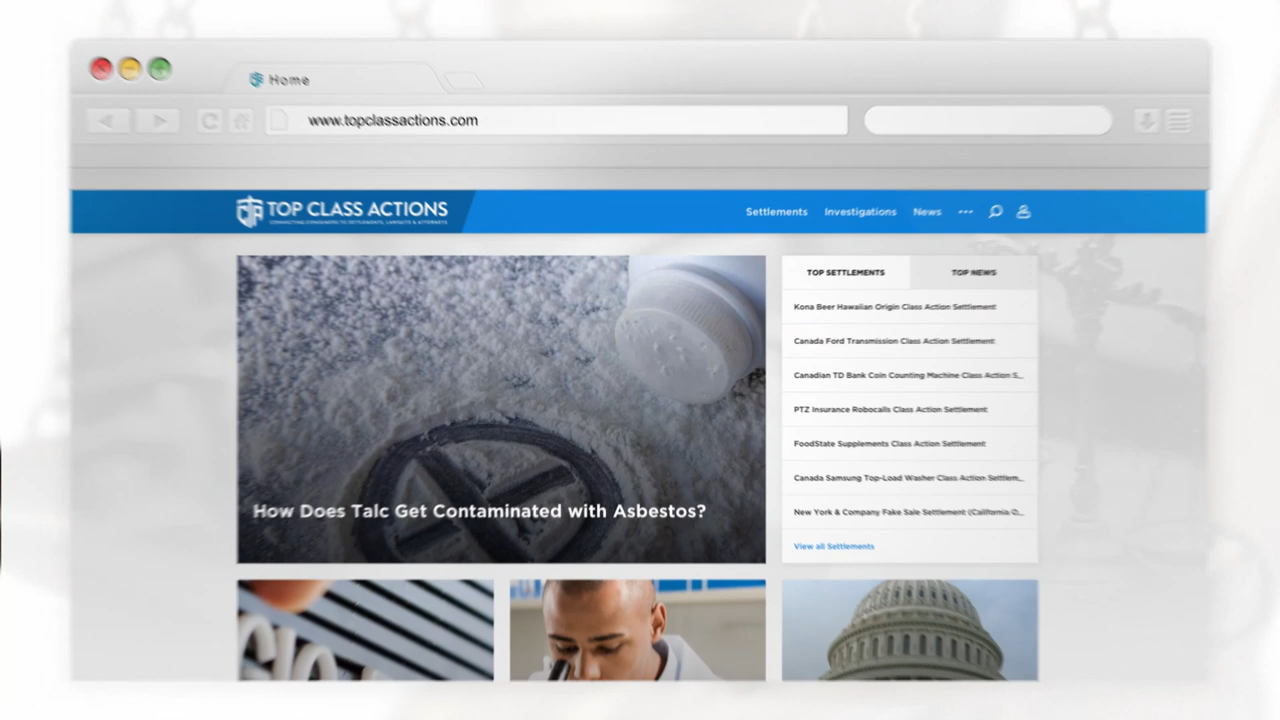 Home
www.topclassactions.com
TOP CLASS ACTIONS
CONNECTING CONSUMERS TO SETTLEMENTS, LAWSUITS & ATTORNEYS
Settlements Investigations News ...
How Does Talc Get Contaminated with Asbestos?
TOP SETTLEMENTS TOP NEWS
Kona Beer Hawaiian Origin Class Action Settlement
Canada Ford Transmission Class Action Settlement
Canadian TD Bank Coin Counting Machine Class Action S...
PTZ Insurance Robocalls Class Action Settlement
FoodState Supplements Class Action Settlement
Canada Samsung Top-Load Washer Class Action Settlem...
New York & Company Fake Sale Settlement (California O...
View all Settlements